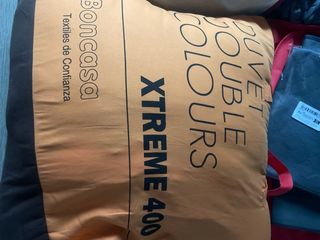 DUVET
DOUBLE
COLOURS
XTREME 400
Boncasa
Textiles de Confianza